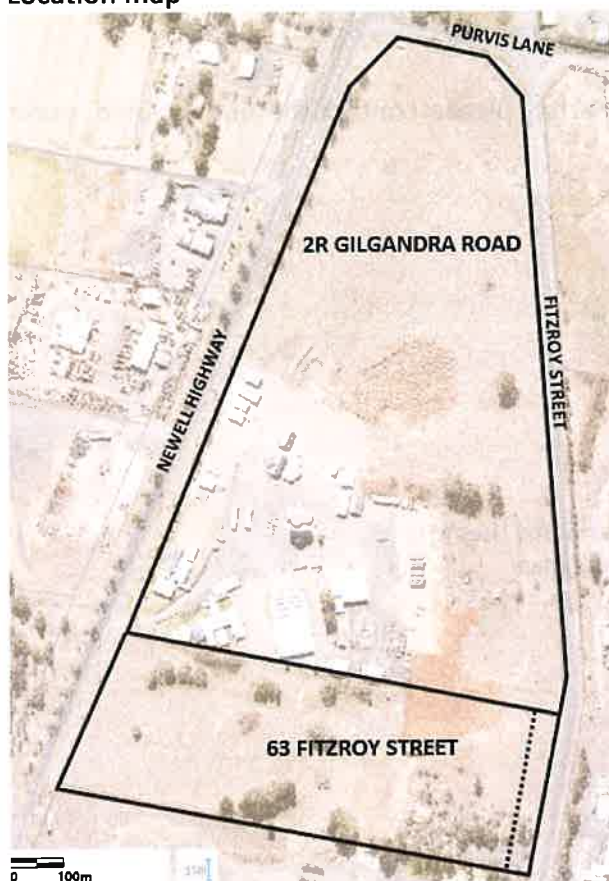 Location map
PURVIS LANE
2R GILGANDRA ROAD
FITZROY STREET
NEWELL HIGHWAY
63 FITZROY STREET
0 100m